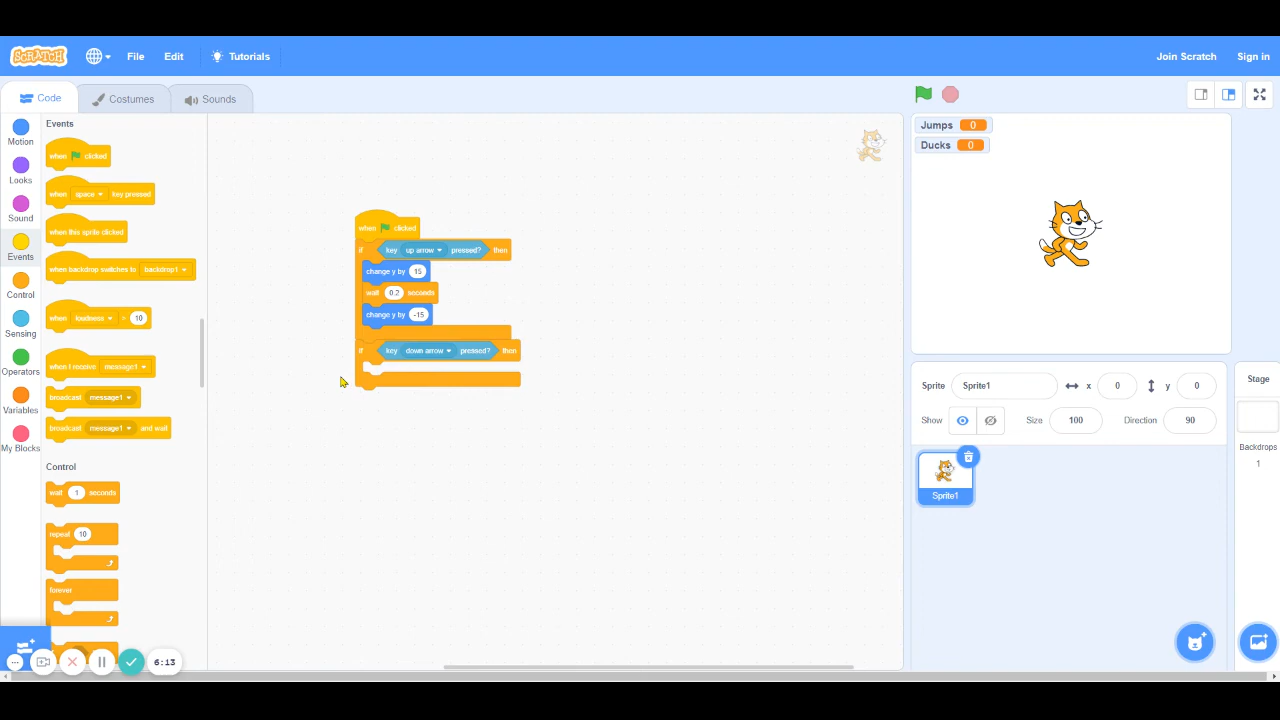 SCRATCH File Edit Tutorials Join Scratch Sign in
Code Costumes Sounds
Motion
Looks
Sound
Events
Control
Sensing
Operators
Variables
My Blocks
Events
when clicked
when space key pressed
when this sprite clicked
when backdrop switches to backdrop1
when loudness > 10
when I receive message1
broadcast message1
broadcast message1 and wait
Control
wait 1 seconds
repeat 10
forever
6:13
when clicked
if key up arrow pressed? then
change y by 15
wait 0.2 seconds
change y by -15
if key down arrow pressed? then
Jumps 0
Ducks 0
Sprite Sprite1 x 0 y 0
Show Size 100 Direction 90
Sprite1
Stage
Backdrops
1